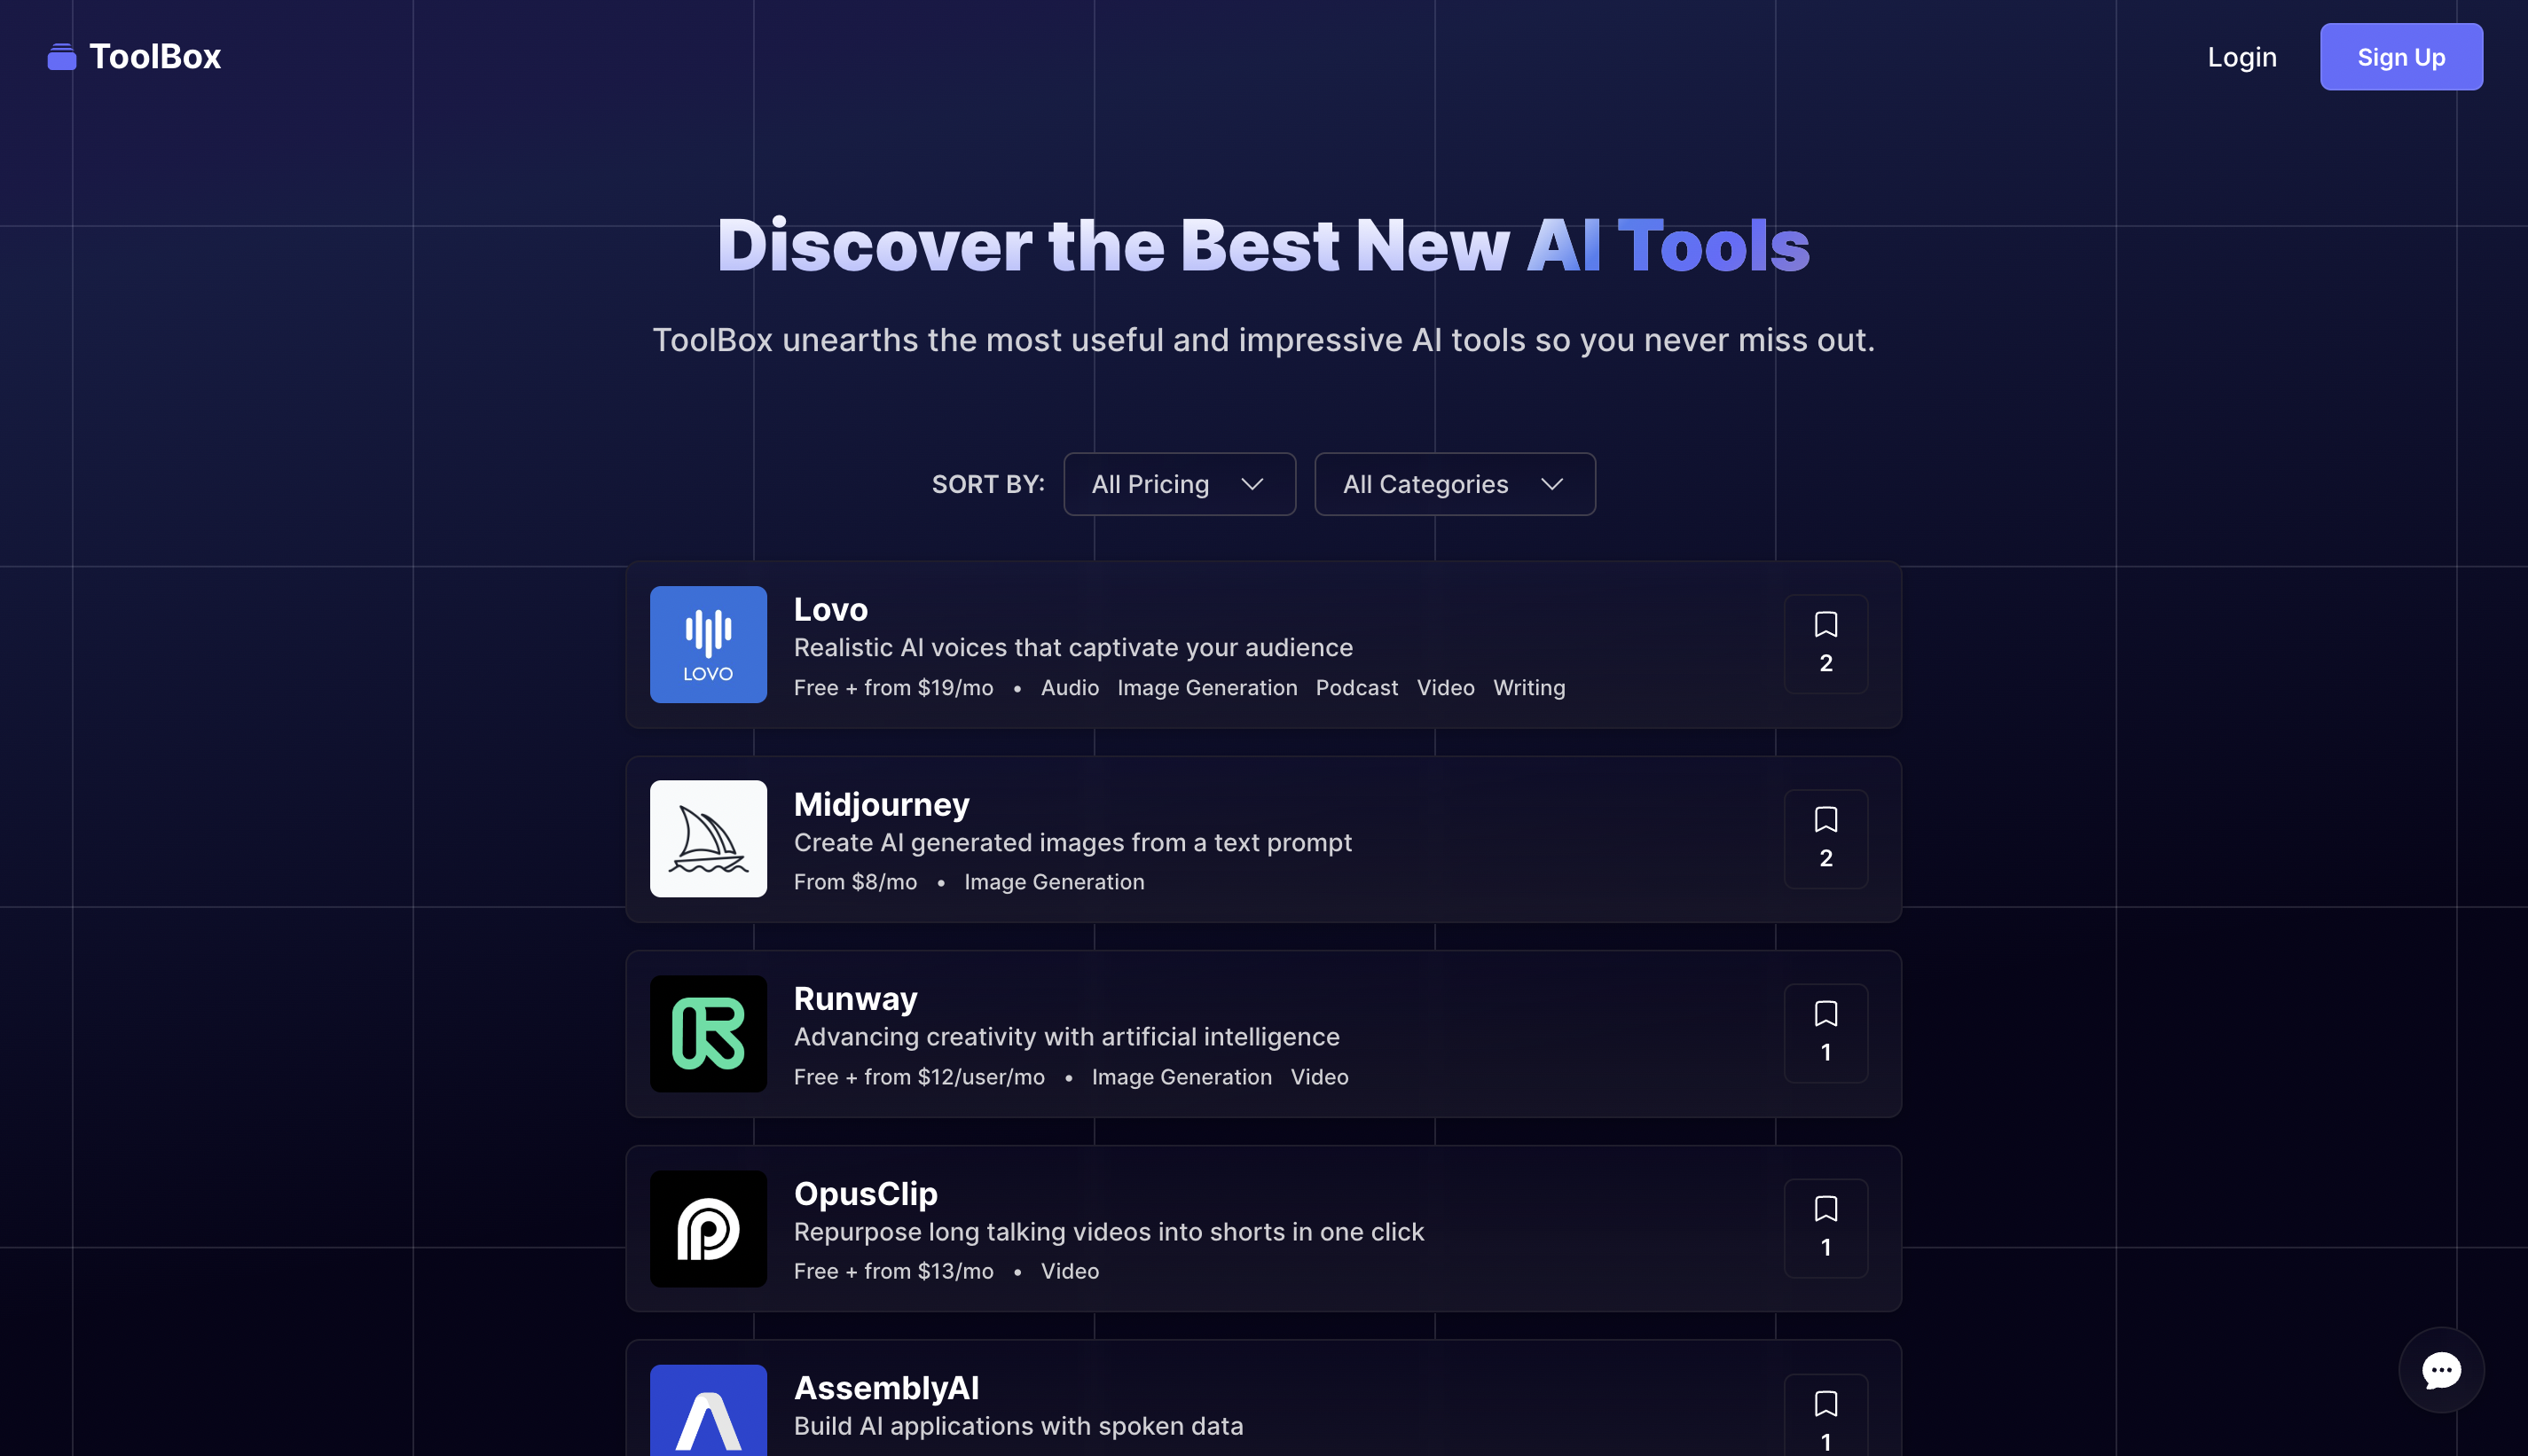 ToolBox
Login
Sign Up
Discover the Best New AI Tools
ToolBox unearths the most useful and impressive AI tools so you never miss out.
SORT BY: All Pricing All Categories
LOVO
Lovo
Realistic AI voices that captivate your audience
Free + from $19/mo • Audio Image Generation Podcast Video Writing
2
Midjourney
Create AI generated images from a text prompt
From $8/mo • Image Generation
2
Runway
Advancing creativity with artificial intelligence
Free + from $12/user/mo • Image Generation Video
1
OpusClip
Repurpose long talking videos into shorts in one click
Free + from $13/mo • Video
1
AssemblyAI
Build AI applications with spoken data
1